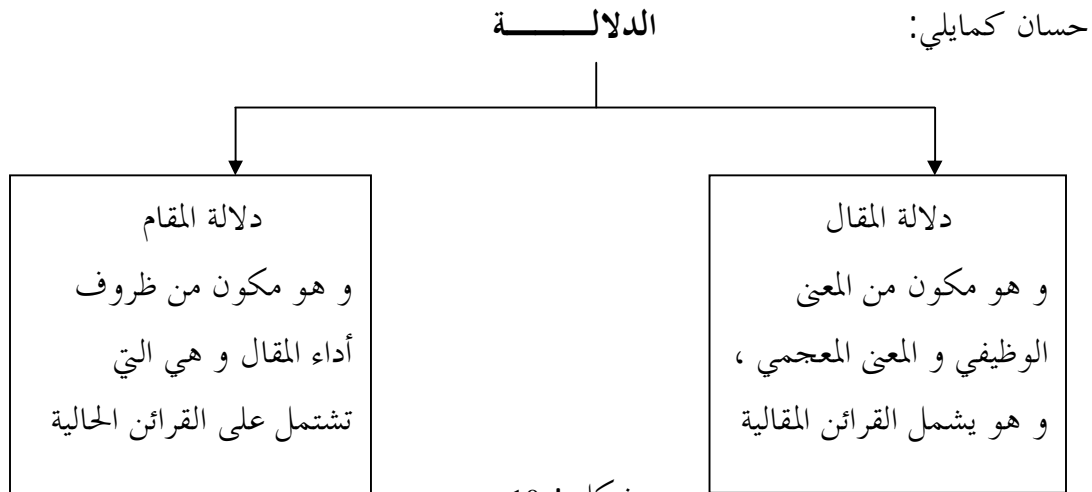 حسان كمايلي: الدلالـــــــة
دلالة المقال
و هو مكون من المعنى
الوظيفي و المعنى المعجمي ،
و هو يشمل القرائن المقالية
دلالة المقام
و هو مكون من ظروف
أداء المقال و هي التي
تشتمل على القرائن الحالية